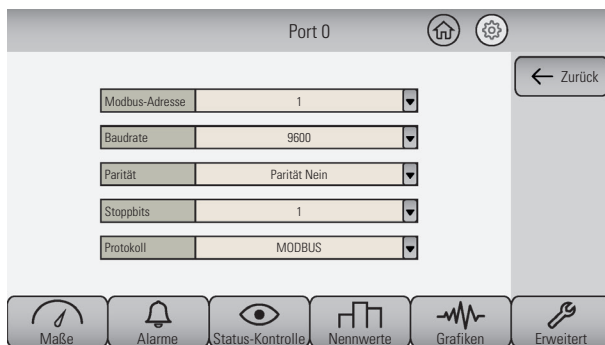 Port 0
Zurück
Modbus-Adresse 1
Baudrate 9600
Parität Parität Nein
Stoppbits 1
Protokoll MODBUS
Maße Alarme Status-Kontrolle Nennwerte Grafiken Erweitert